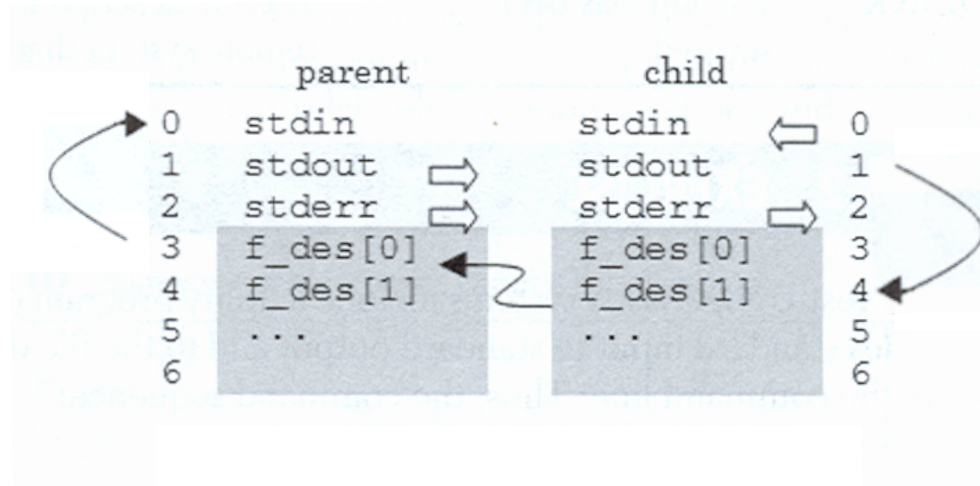 parent child
0 stdin stdin 0
1 stdout stdout 1
2 stderr stderr 2
3 f_des[0] f_des[0] 3
4 f_des[1] f_des[1] 4
5 ... ... 5
6 6